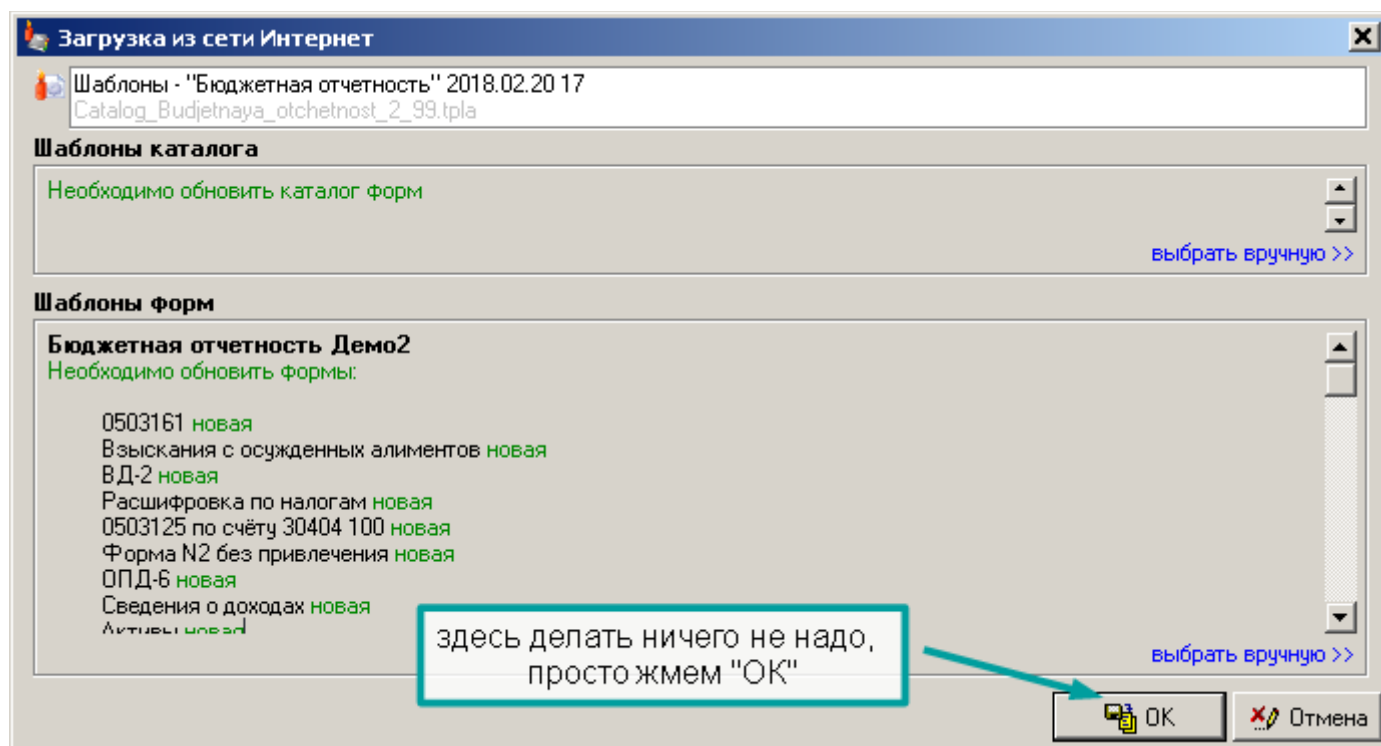 Загрузка из сети Интернет
Шаблоны - "Бюджетная отчетность" 2018.02.20 17
Catalog_Budjetnaya_otchetnost_2_99.tpla
Шаблоны каталога
Необходимо обновить каталог форм
выбрать вручную >>
Шаблоны форм
Бюджетная отчетность Демо2
Необходимо обновить формы:
0503161 новая
Взыскания с осужденных алиментов новая
ВД-2 новая
Расшифровка по налогам новая
0503125 по счёту 30404 100 новая
Форма N2 без привлечения новая
ОПД-6 новая
Сведения о доходах новая
Активы новая
здесь делать ничего не надо,
просто жмем "ОК"
выбрать вручную >>
OK
Отмена